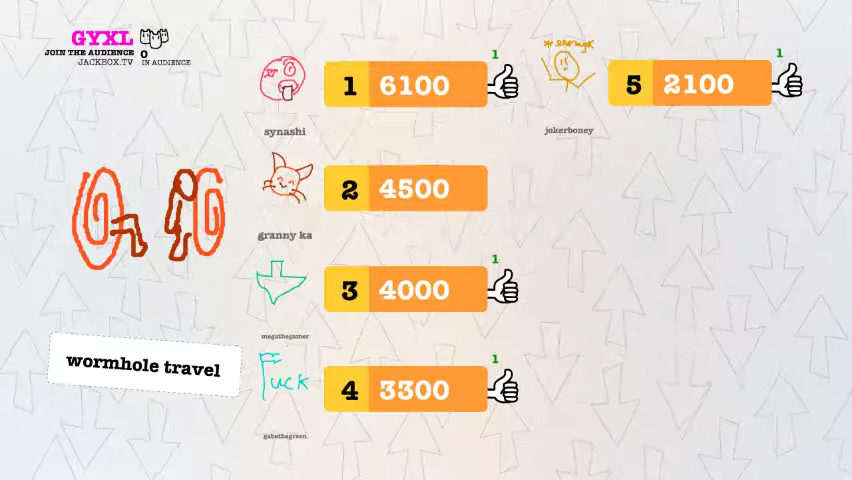 GYXL
JOIN THE AUDIENCE
JACKBOX.TV
0
IN AUDIENCE
wormhole travel
1 6100
1
synashi
2 4500
granny ka
3 4000
1
megathegamer
Fuck
4 3300
1
gabethegreen
5 2100
1
jokerboney